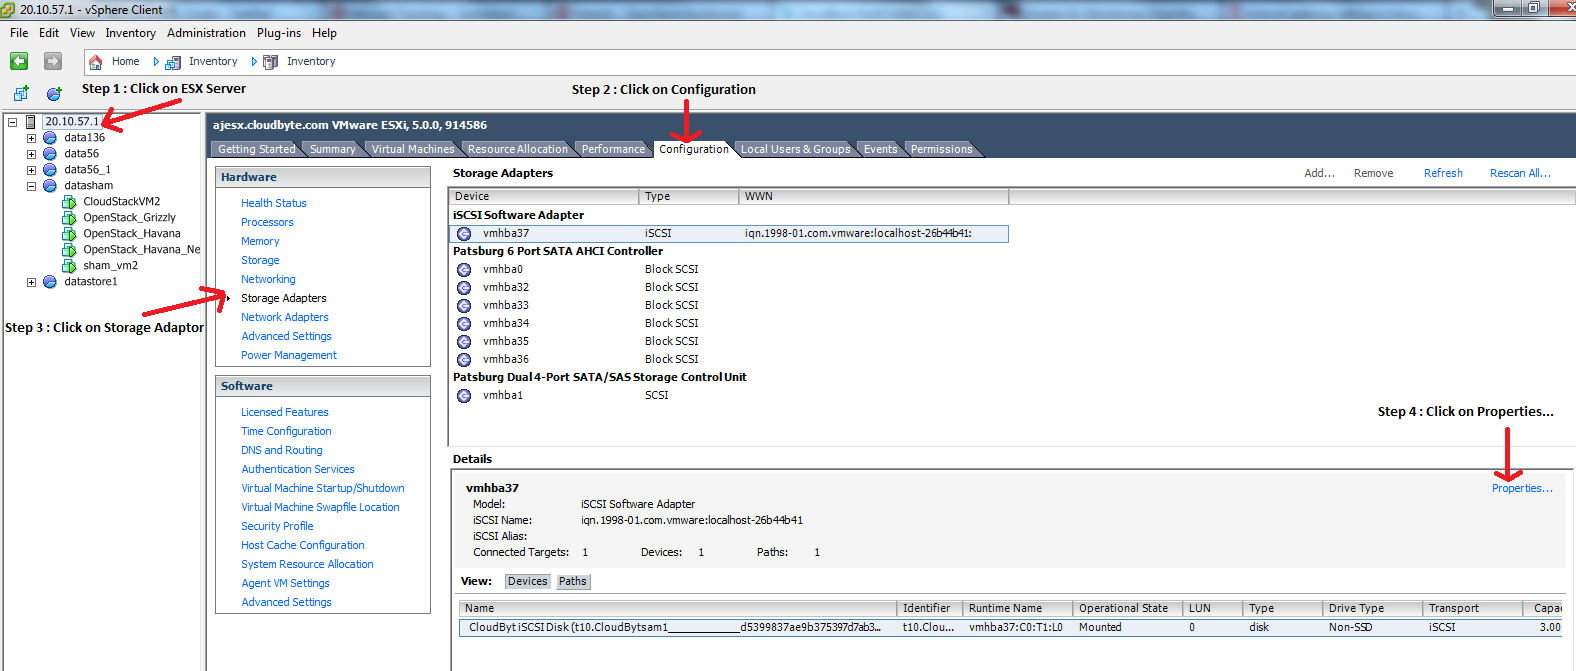 20.10.57.1 - vSphere Client
File Edit View Inventory Administration Plug-ins Help
Home Inventory Inventory
Step 1 : Click on ESX Server
Step 2 : Click on Configuration
20.10.57.1
data136
data56
data56_1
datasham
CloudStackVM2
OpenStack_Grizzly
OpenStack_Havana
OpenStack_Havana_Ne
sham_vm2
datastore1
Step 3 : Click on Storage Adaptor
ajesx.cloudbyte.com VMware ESXi, 5.0.0, 914586
Getting Started Summary Virtual Machines Resource Allocation Performance Configuration Local Users & Groups Events Permissions
Hardware
Health Status
Processors
Memory
Storage
Networking
Storage Adapters
Network Adapters
Advanced Settings
Power Management
Software
Licensed Features
Time Configuration
DNS and Routing
Authentication Services
Virtual Machine Startup/Shutdown
Virtual Machine Swapfile Location
Security Profile
Host Cache Configuration
System Resource Allocation
Agent VM Settings
Advanced Settings
Storage Adapters Add... Remove Refresh Rescan All...
Device Type WWN
iSCSI Software Adapter
vmhba37 iSCSI iqn.1998-01.com.vmware:localhost-26b44b41:
Patsburg 6 Port SATA AHCI Controller
vmhba0 Block SCSI
vmhba32 Block SCSI
vmhba33 Block SCSI
vmhba34 Block SCSI
vmhba35 Block SCSI
vmhba36 Block SCSI
Patsburg Dual 4-Port SATA/SAS Storage Control Unit
vmhba1 SCSI
Step 4 : Click on Properties...
Details
vmhba37 Properties...
Model: iSCSI Software Adapter
iSCSI Name: iqn.1998-01.com.vmware:localhost-26b44b41
iSCSI Alias:
Connected Targets: 1 Devices: 1 Paths: 1
View: Devices Paths
Name Identifier Runtime Name Operational State LUN Type Drive Type Transport Capac
CloudByt iSCSI Disk (t10.CloudBytsam1____________d5399837ae9b375397d7ab3... t10.Clou... vmhba37:C0:T1:L0 Mounted 0 disk Non-SSD iSCSI 3.00